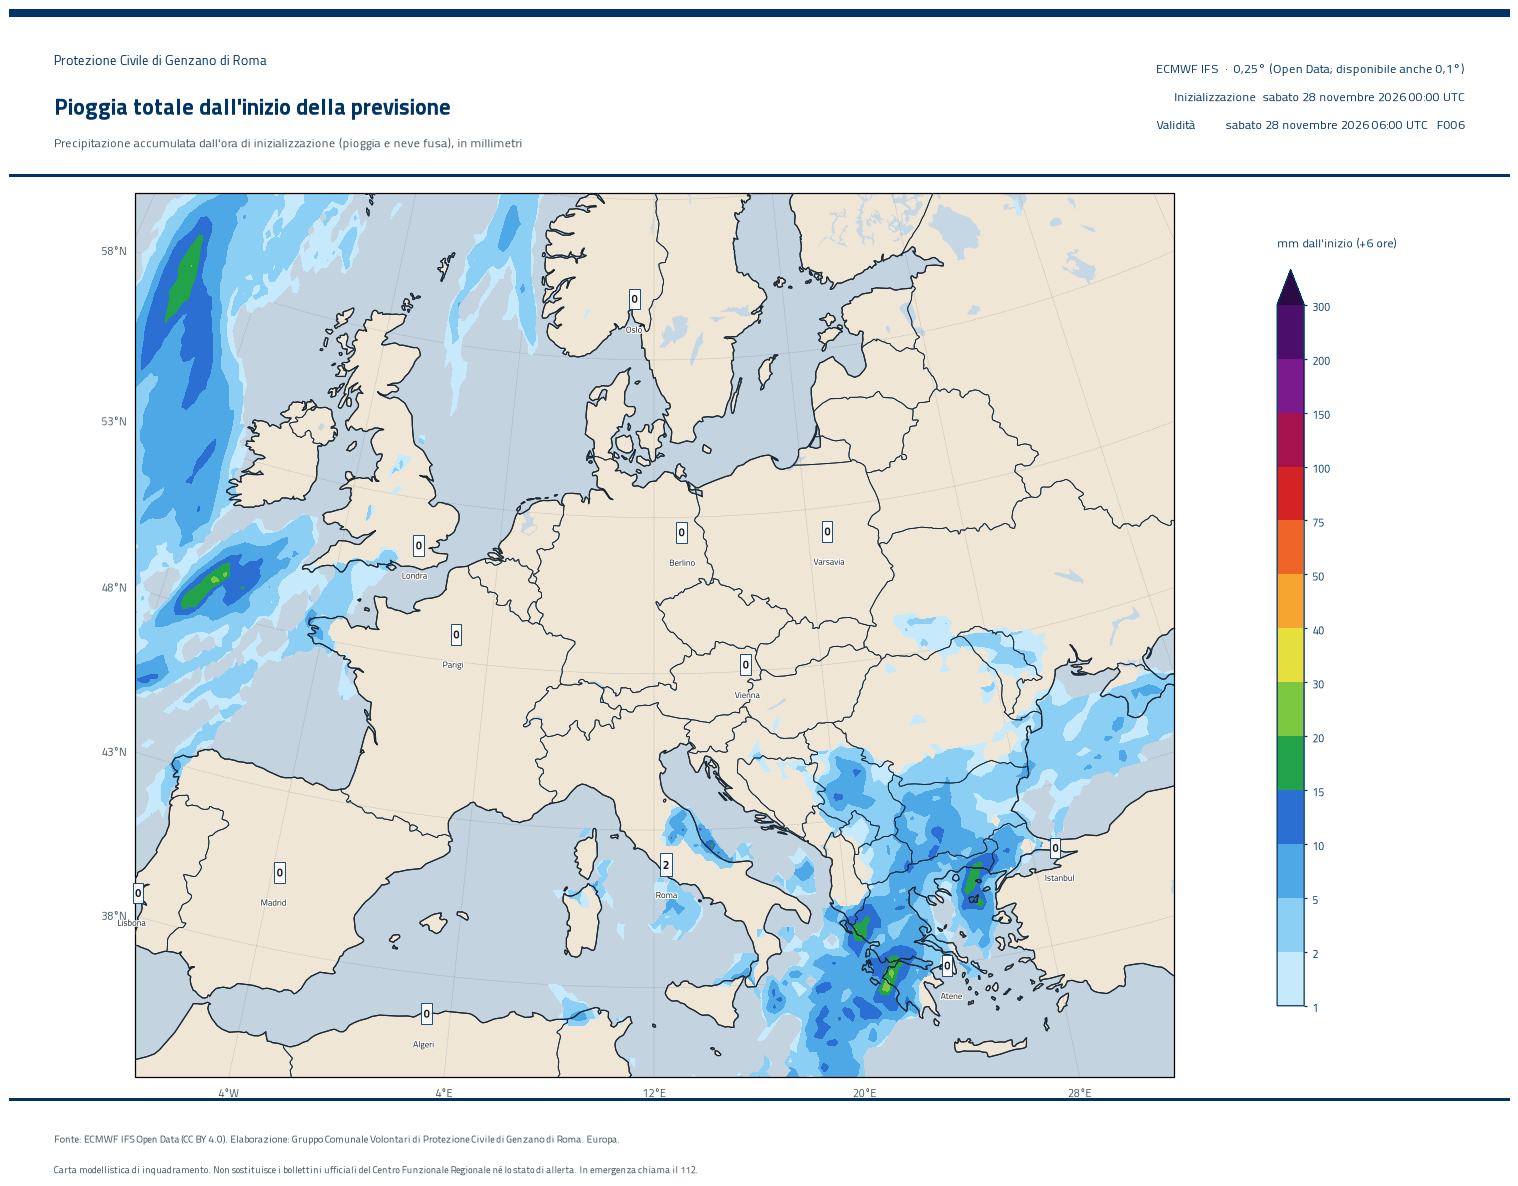 Protezione Civile di Genzano di Roma
Pioggia totale dall'inizio della previsione
Precipitazione accumulata dall'ora di inizializzazione (pioggia e neve fusa), in millimetri
ECMWF IFS · 0,25° (Open Data; disponibile anche 0,1°)
Inizializzazione sabato 28 novembre 2026 00:00 UTC
Validità sabato 28 novembre 2026 06:00 UTC F006
mm dall'inizio (+6 ore)
300
200
150
100
75
50
40
30
20
15
10
5
2
1
58°N
53°N
48°N
43°N
38°N
4°W
4°E
12°E
20°E
28°E
0
Oslo
0
Londra
0
Berlino
0
Varsavia
0
Parigi
0
Vienna
0
Madrid
0
Lisbona
2
Roma
0
Istanbul
0
Atene
0
Algeri
Fonte: ECMWF IFS Open Data (CC BY 4.0). Elaborazione: Gruppo Comunale Volontari di Protezione Civile di Genzano di Roma. Europa.
Carta modellistica di inquadramento. Non sostituisce i bollettini ufficiali del Centro Funzionale Regionale né lo stato di allerta. In emergenza chiama il 112.